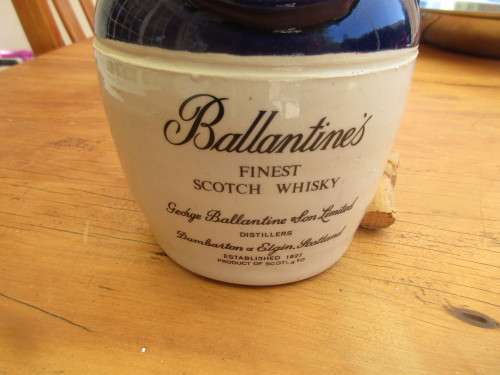 Ballantine's
FINEST
SCOTCH WHISKY
George Ballantine & Son Limited
DISTILLERS
Dumbarton & Elgin, Scotland
ESTABLISHED 1827
PRODUCT OF SCOTLAND